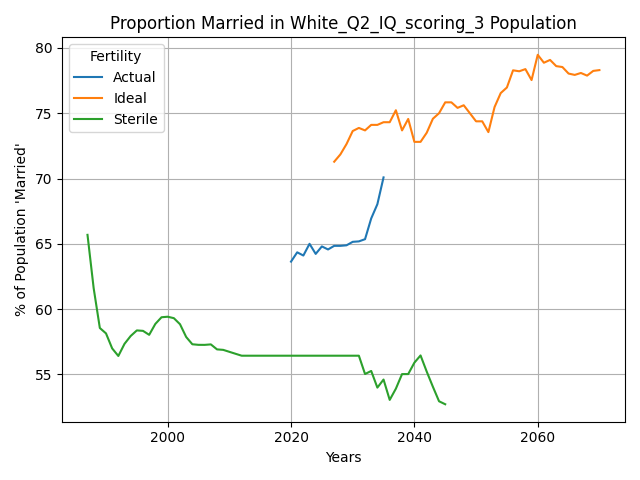 Proportion Married in White_Q2_IQ_scoring_3 Population
Fertility
Actual
Ideal
Sterile
% of Population 'Married'
80
75
70
65
60
55
2000
2020
2040
2060
Years